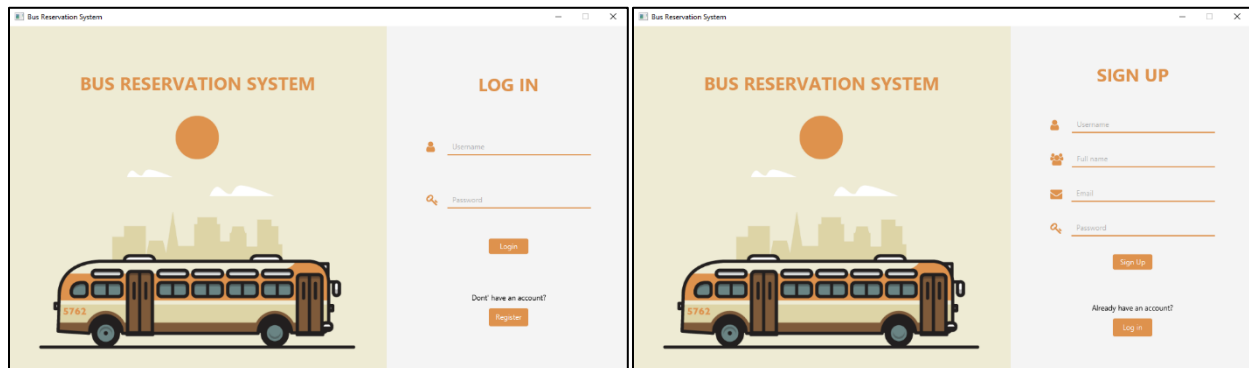 Bus Reservation System
BUS RESERVATION SYSTEM
5762
LOG IN
Username
Password
Login
Dont' have an account?
Register
Bus Reservation System
BUS RESERVATION SYSTEM
5762
SIGN UP
Username
Full name
Email
Password
Sign Up
Already have an account?
Log in